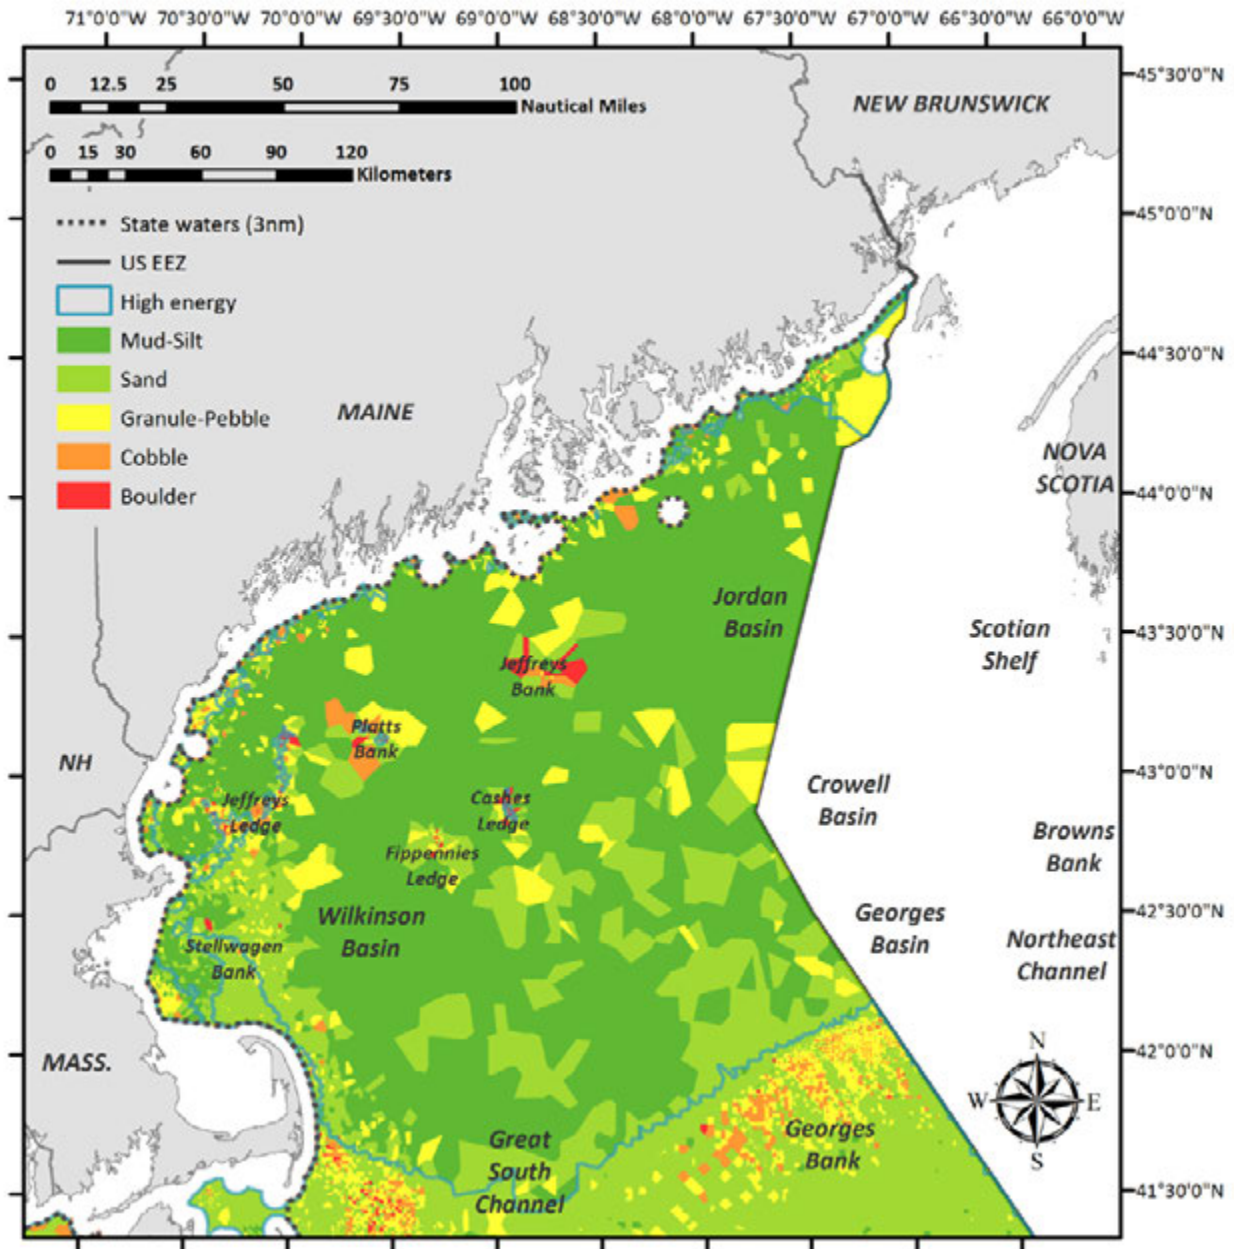 71°0'0"W 70°30'0"W 70°0'0"W 69°30'0"W 69°0'0"W 68°30'0"W 68°0'0"W 67°30'0"W 67°0'0"W 66°30'0"W 66°0'0"W
0 12.5 25 50 75 100
Nautical Miles
0 15 30 60 90 120
Kilometers
State waters (3nm)
US EEZ
High energy
Mud-Silt
Sand
Granule-Pebble
Cobble
Boulder
NEW BRUNSWICK
MAINE
NOVA
SCOTIA
Jordan
Basin
Scotian
Shelf
Jeffreys
Bank
Platts
Bank
NH
Jeffreys
Ledge
Cashes
Ledge
Fippennies
Ledge
Crowell
Basin
Browns
Bank
Wilkinson
Basin
Georges
Basin
Northeast
Channel
Stellwagen
Bank
MASS.
Great
South
Channel
Georges
Bank
N
W E
S
45°30'0"N
45°0'0"N
44°30'0"N
44°0'0"N
43°30'0"N
43°0'0"N
42°30'0"N
42°0'0"N
41°30'0"N